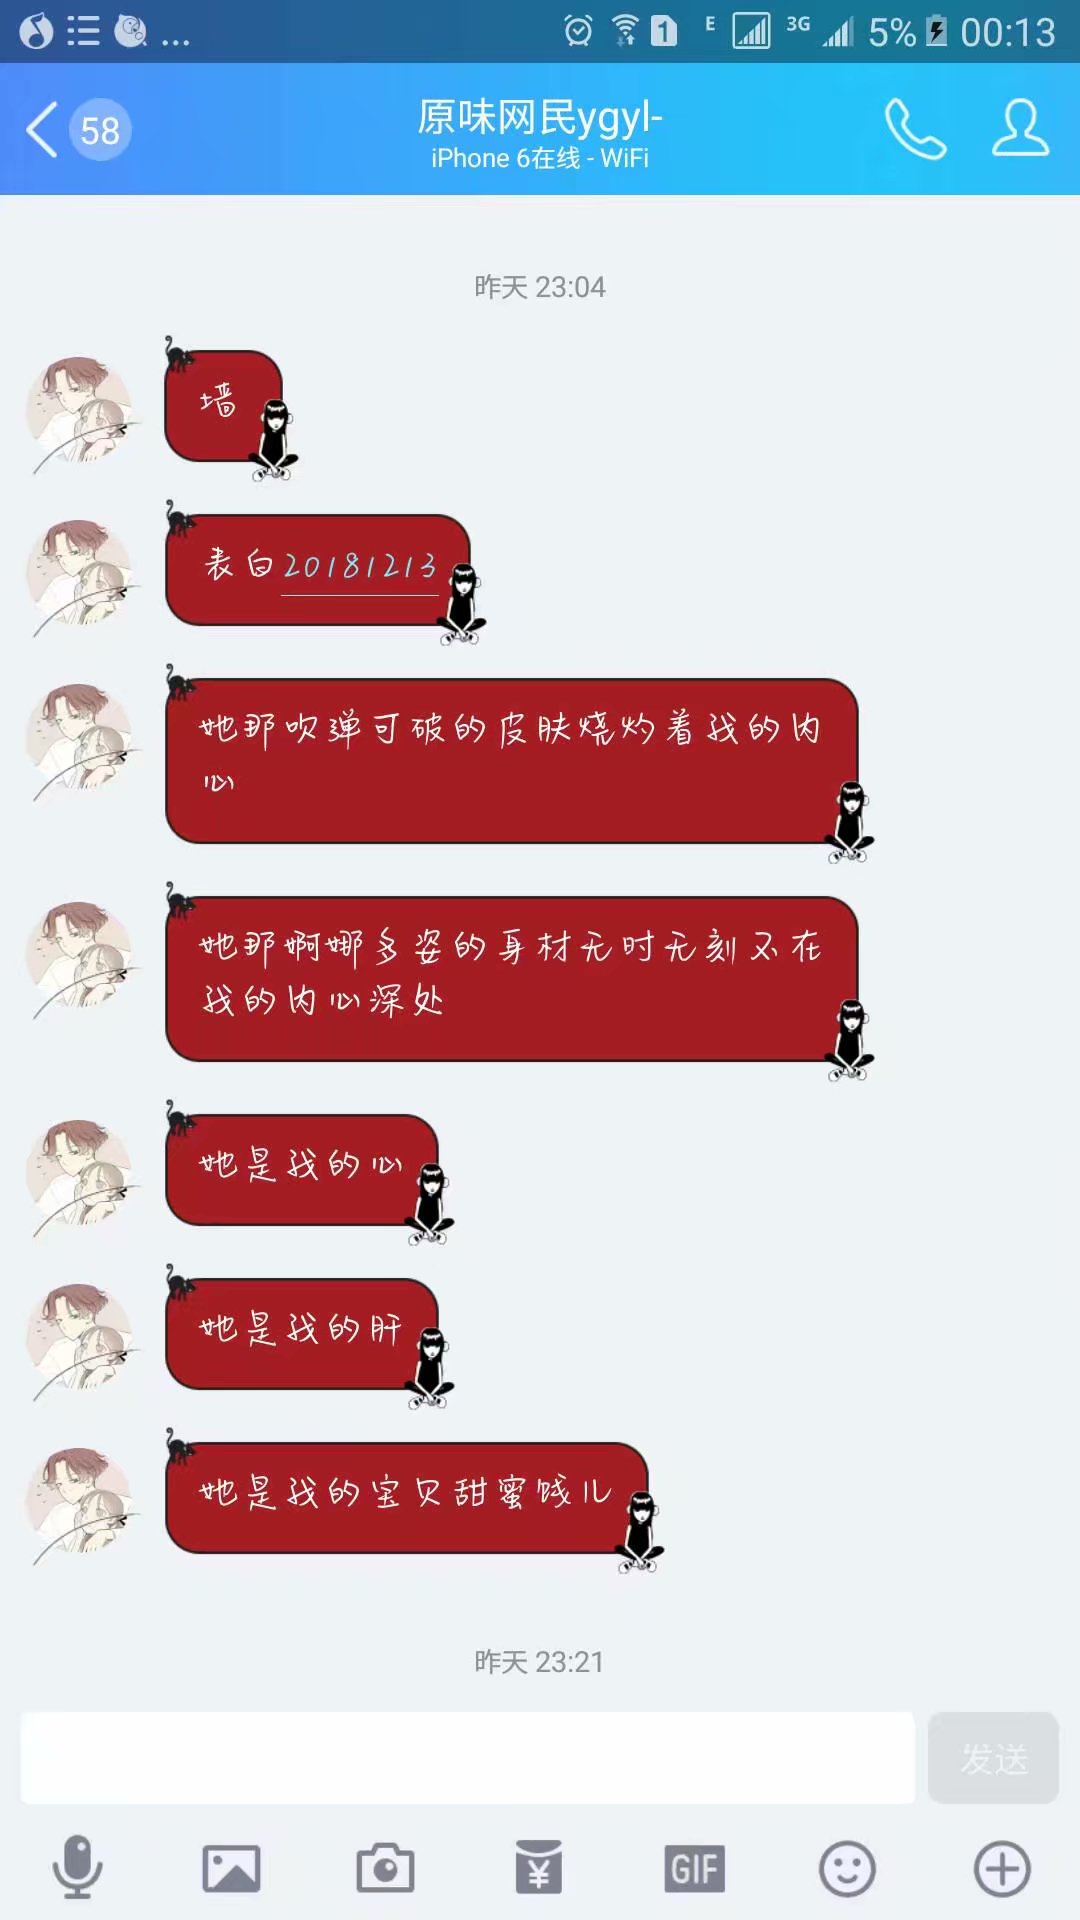 1 E 3G 5% 00:13
58
原味网民ygyl-
iPhone 6在线 - WiFi
昨天 23:04
墙
表白20181213
她那吹弹可破的皮肤烧灼着我的内
心
她那婀娜多姿的身材无时无刻不在
我的内心深处
她是我的心
她是我的肝
她是我的宝贝甜蜜饯儿
昨天 23:21
发送
GIF